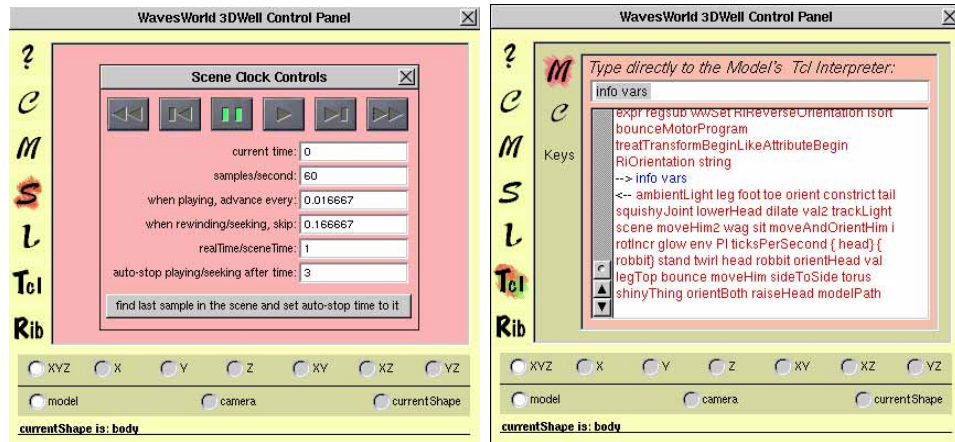 WavesWorld 3DWell Control Panel
?
C
M
S
L
Tcl
Rib
Scene Clock Controls
current time: 0
samples/second: 60
when playing, advance every: 0.016667
when rewinding/seeking, skip: 0.166667
realTime/sceneTime: 1
auto-stop playing/seeking after time: 3
find last sample in the scene and set auto-stop time to it
XYZ X Y Z XY XZ YZ
model camera currentShape
currentShape is: body
WavesWorld 3DWell Control Panel
?
C
M
S
L
Tcl
Rib
M
C
Keys
Type directly to the Model's Tcl Interpreter:
info vars
expr regsub wwSet RiReverseOrientation lsort
bounceMotorProgram
treatTransformBeginLikeAttributeBegin
RiOrientation string
--> info vars
<-- ambientLight leg foot toe orient constrict tail
squishyJoint lowerHead dilate val2 trackLight
scene moveHim2 wag sit moveAndOrientHim i
rotIncr glow env PI ticksPerSecond { head} {
robbit} stand twirl head robbit orientHead val
legTop bounce moveHim sideToSide torus
shinyThing orientBoth raiseHead modelPath
XYZ X Y Z XY XZ YZ
model camera currentShape
currentShape is: body